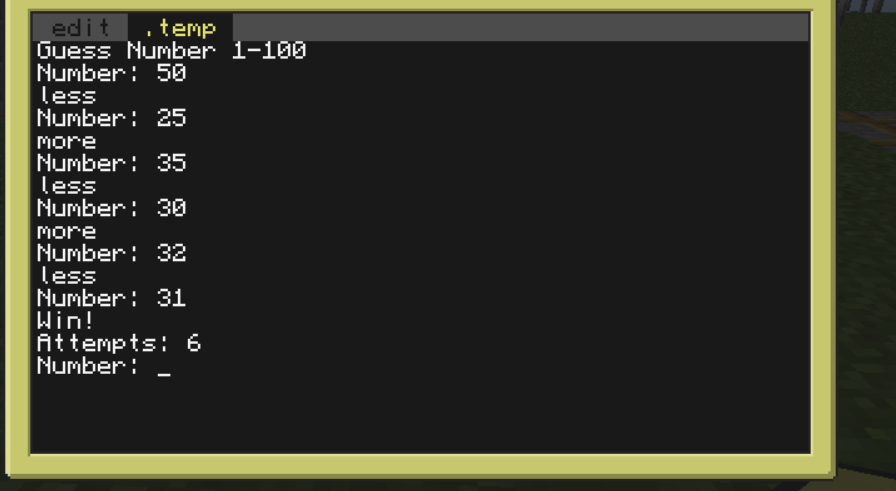 edit .temp
Guess Number 1-100
Number: 50
less
Number: 25
more
Number: 35
less
Number: 30
more
Number: 32
less
Number: 31
Win!
Attempts: 6
Number: _